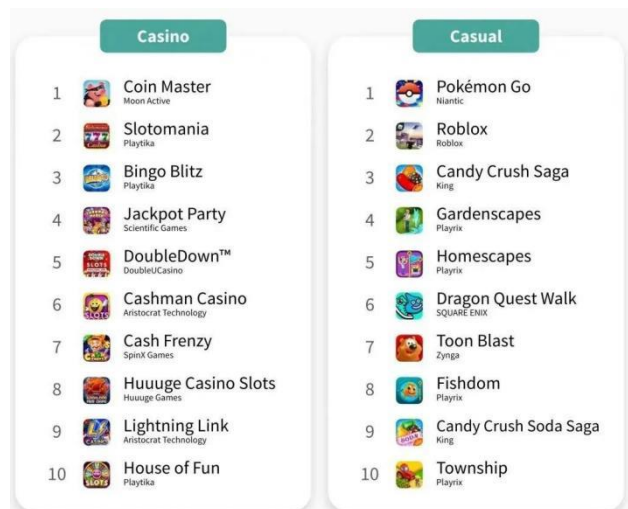 Casino
1
Coin Master
Moon Active
2
Slotomania
Playtika
3
Bingo Blitz
Playtika
4
Jackpot Party
Scientific Games
5
DoubleDown™
DoubleUCasino
6
Cashman Casino
Aristocrat Technology
7
Cash Frenzy
SpinX Games
8
Huuuge Casino Slots
Huuuge Games
9
Lightning Link
Aristocrat Technology
10
House of Fun
Playtika
Casual
1
Pokémon Go
Niantic
2
Roblox
Roblox
3
Candy Crush Saga
King
4
Gardenscapes
Playrix
5
Homescapes
Playrix
6
Dragon Quest Walk
SQUARE ENIX
7
Toon Blast
Zynga
8
Fishdom
Playrix
9
Candy Crush Soda Saga
King
10
Township
Playrix